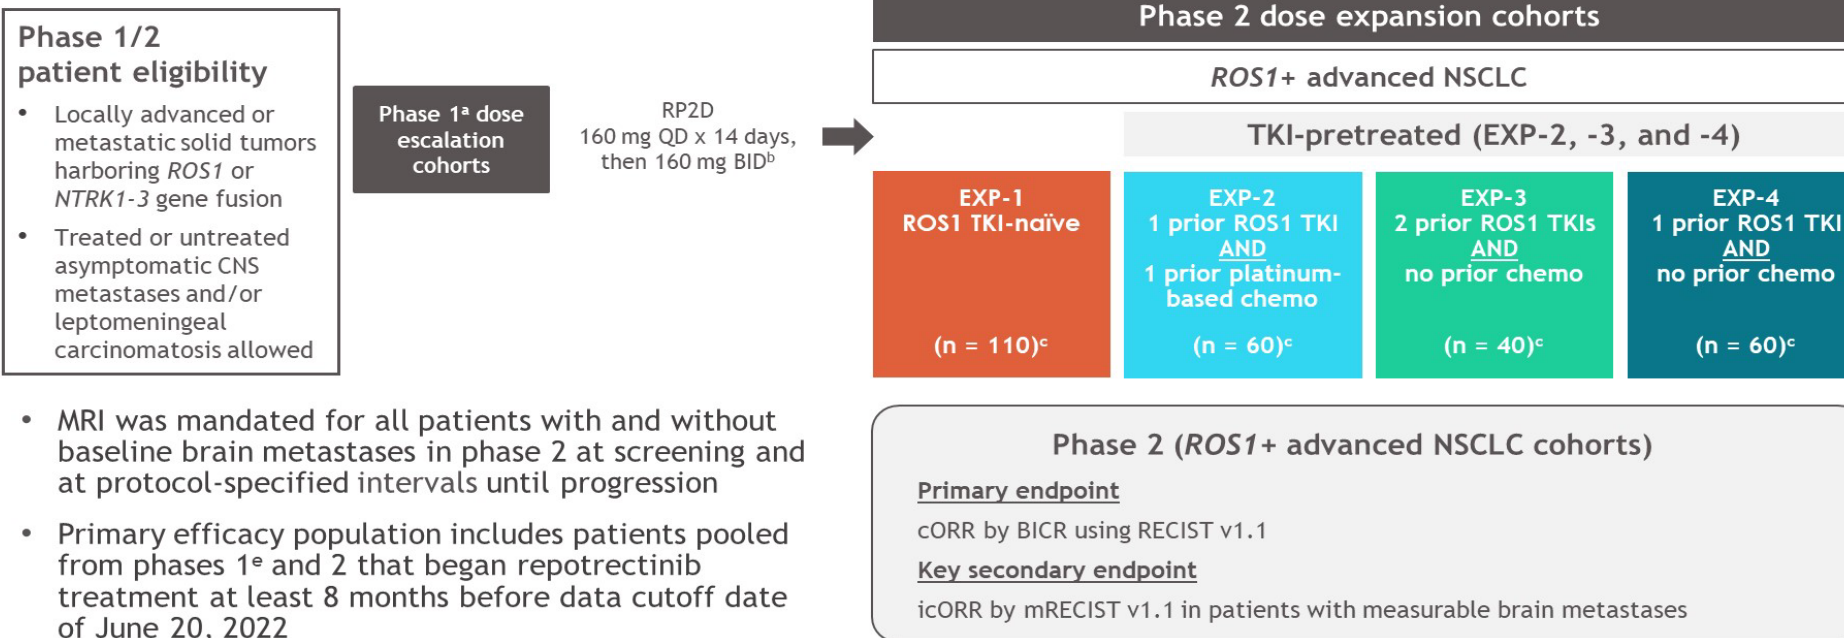 Phase 1/2
patient eligibility
• Locally advanced or
metastatic solid tumors
harboring ROS1 or
NTRK1-3 gene fusion
• Treated or untreated
asymptomatic CNS
metastases and/or
leptomeningeal
carcinomatosis allowed
Phase 1ᵃ dose
escalation
cohorts
RP2D
160 mg QD x 14 days,
then 160 mg BIDᵇ
Phase 2 dose expansion cohorts
ROS1+ advanced NSCLC
TKI-pretreated (EXP-2, -3, and -4)
EXP-1
ROS1 TKI-naïve
(n = 110)ᶜ
EXP-2
1 prior ROS1 TKI
AND
1 prior platinum-
based chemo
(n = 60)ᶜ
EXP-3
2 prior ROS1 TKIs
AND
no prior chemo
(n = 40)ᶜ
EXP-4
1 prior ROS1 TKI
AND
no prior chemo
(n = 60)ᶜ
• MRI was mandated for all patients with and without
baseline brain metastases in phase 2 at screening and
at protocol-specified intervals until progression
• Primary efficacy population includes patients pooled
from phases 1ᵉ and 2 that began repotrectinib
treatment at least 8 months before data cutoff date
of June 20, 2022
Phase 2 (ROS1+ advanced NSCLC cohorts)
Primary endpoint
cORR by BICR using RECIST v1.1
Key secondary endpoint
icORR by mRECIST v1.1 in patients with measurable brain metastases